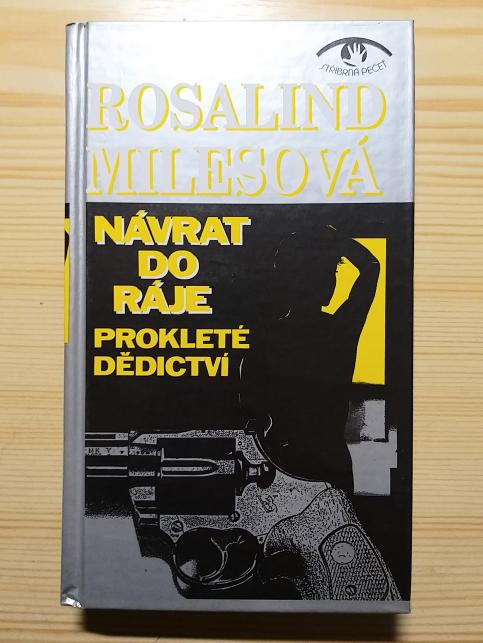 STŘÍBRNÁ PEČEŤ
ROSALIND
MILESOVÁ
NÁVRAT
DO
RÁJE
PROKLETÉ
DĚDICTVÍ